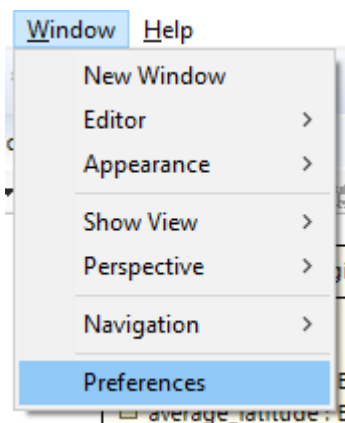 Window Help
New Window
Editor
Appearance
Show View
Perspective
Navigation
Preferences
average_latitude : E